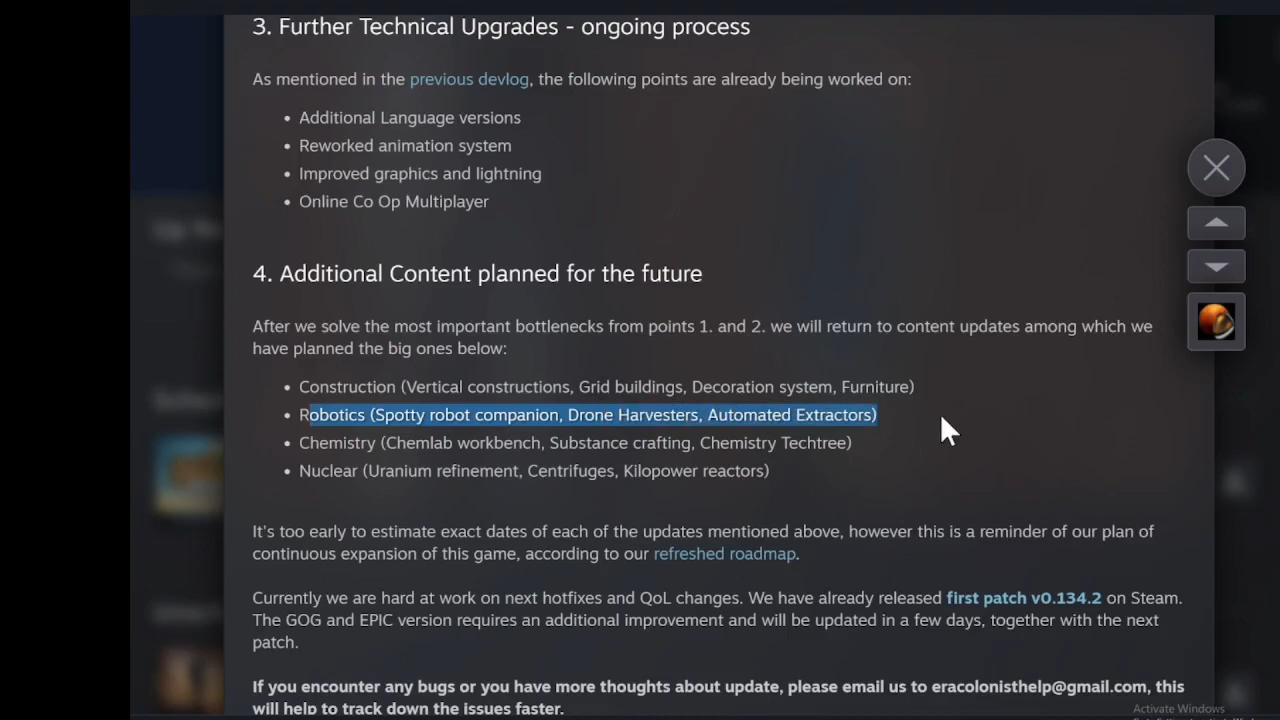 3. Further Technical Upgrades - ongoing process
As mentioned in the previous devlog, the following points are already being worked on:
• Additional Language versions
• Reworked animation system
• Improved graphics and lightning
• Online Co Op Multiplayer
4. Additional Content planned for the future
After we solve the most important bottlenecks from points 1. and 2. we will return to content updates among which we
have planned the big ones below:
• Construction (Vertical constructions, Grid buildings, Decoration system, Furniture)
• Robotics (Spotty robot companion, Drone Harvesters, Automated Extractors)
• Chemistry (Chemlab workbench, Substance crafting, Chemistry Techtree)
• Nuclear (Uranium refinement, Centrifuges, Kilopower reactors)
It's too early to estimate exact dates of each of the updates mentioned above, however this is a reminder of our plan of
continuous expansion of this game, according to our refreshed roadmap.
Currently we are hard at work on next hotfixes and QoL changes. We have already released first patch v0.134.2 on Steam.
The GOG and EPIC version requires an additional improvement and will be updated in a few days, together with the next
patch.
If you encounter any bugs or you have more thoughts about update, please email us to eracolonisthelp@gmail.com, this
will help to track down the issues faster.
Activate Windows